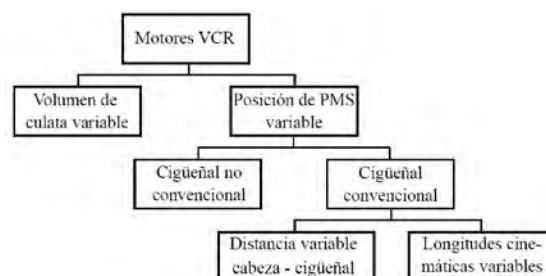 Motores VCR
Volumen de
culata variable
Posición de PMS
variable
Cigüeñal no
convencional
Cigüeñal
convencional
Distancia variable
cabeza - cigüeñal
Longitudes cine-
máticas variables